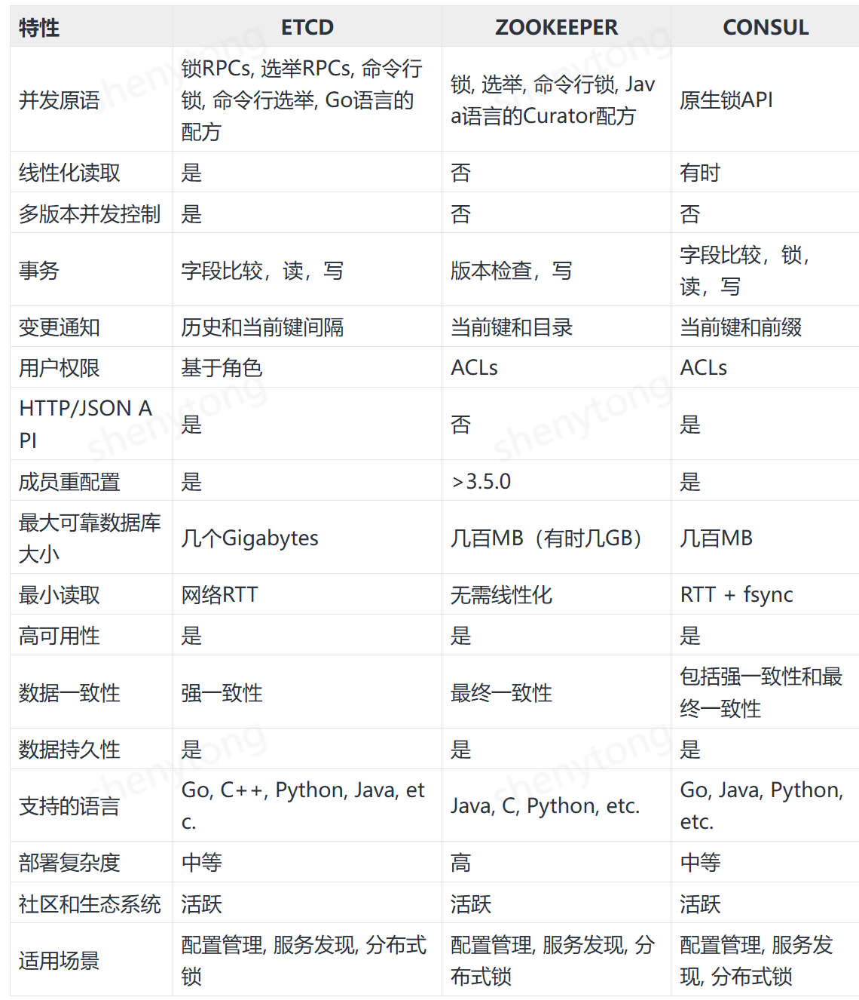 特性 ETCD ZOOKEEPER CONSUL
并发原语
锁RPCs, 选举RPCs, 命令行
锁, 命令行选举, Go语言的
配方
锁, 选举, 命令行锁, Jav
a语言的Curator配方
原生锁API
线性化读取 是 否 有时
多版本并发控制 是 否 否
事务 字段比较，读，写 版本检查，写
字段比较，锁，
读，写
变更通知 历史和当前键间隔 当前键和目录 当前键和前缀
用户权限 基于角色 ACLs ACLs
HTTP/JSON A
PI
是 否 是
成员重配置 是 >3.5.0 是
最大可靠数据库
大小
几个Gigabytes 几百MB（有时几GB） 几百MB
最小读取 网络RTT 无需线性化 RTT + fsync
高可用性 是 是 是
数据一致性 强一致性 最终一致性
包括强一致性和最
终一致性
数据持久性 是 是 是
支持的语言
Go, C++, Python, Java, et
c.
Java, C, Python, etc.
Go, Java, Python,
etc.
部署复杂度 中等 高 中等
社区和生态系统 活跃 活跃 活跃
适用场景
配置管理, 服务发现, 分布式
锁
配置管理, 服务发现, 分
布式锁
配置管理, 服务发
现, 分布式锁
shenytong
shenytong
shenytong
shenytong
shenytong
shenytong